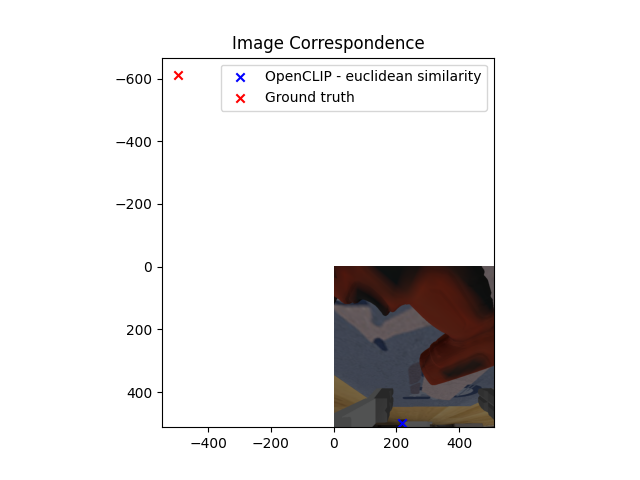 Image Correspondence
OpenCLIP - euclidean similarity
Ground truth
−600
−400
−200
0
200
400
−400 −200 0 200 400